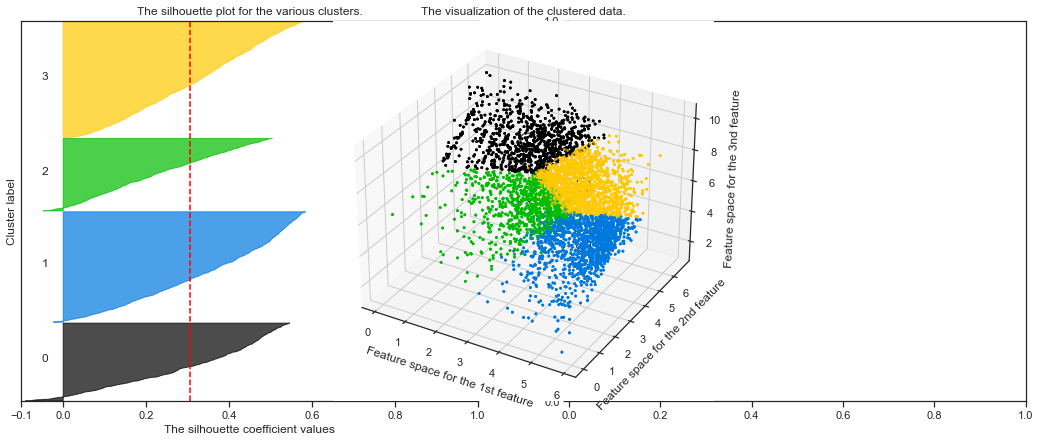 The silhouette plot for the various clusters.
The visualization of the clustered data.
Cluster label
3
2
1
0
-0.1 0.0 0.2 0.4 0.6 1.0
The silhouette coefficient values
10
8
6
4
2
Feature space for the 3nd feature
0 1 2 3 4 5 6
Feature space for the 1st feature
0 1 2 3 4 5 6
Feature space for the 2nd feature
0.0 0.2 0.4 0.6 0.8 1.0